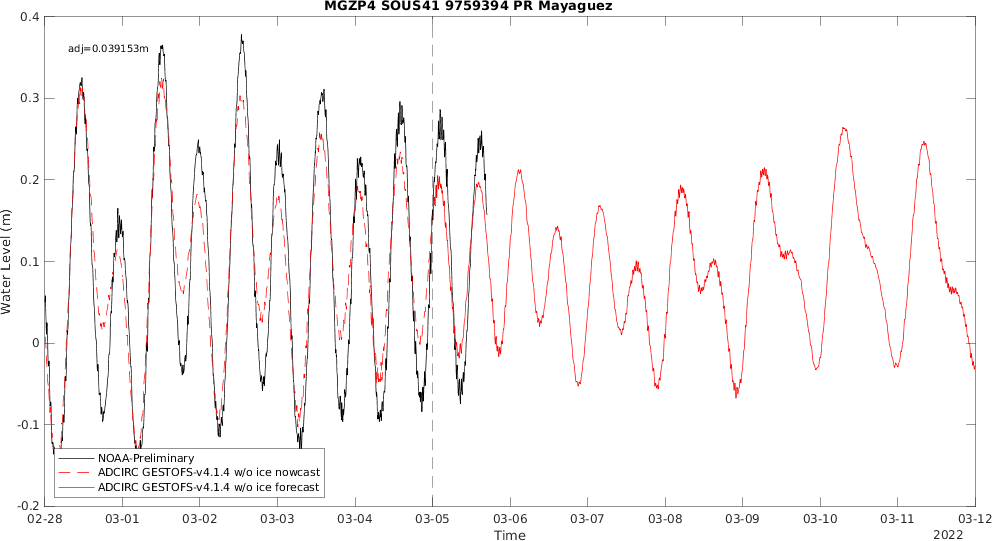 MGZP4 SOUS41 9759394 PR Mayaguez
adj=0.039153m
0.4
0.3
0.2
0.1
0
-0.1
-0.2
Water Level (m)
NOAA-Preliminary
ADCIRC GESTOFS-v4.1.4 w/o ice nowcast
ADCIRC GESTOFS-v4.1.4 w/o ice forecast
02-28 03-01 03-02 03-03 03-04 03-05 03-06 03-07 03-08 03-09 03-10 03-11 03-12
Time
2022